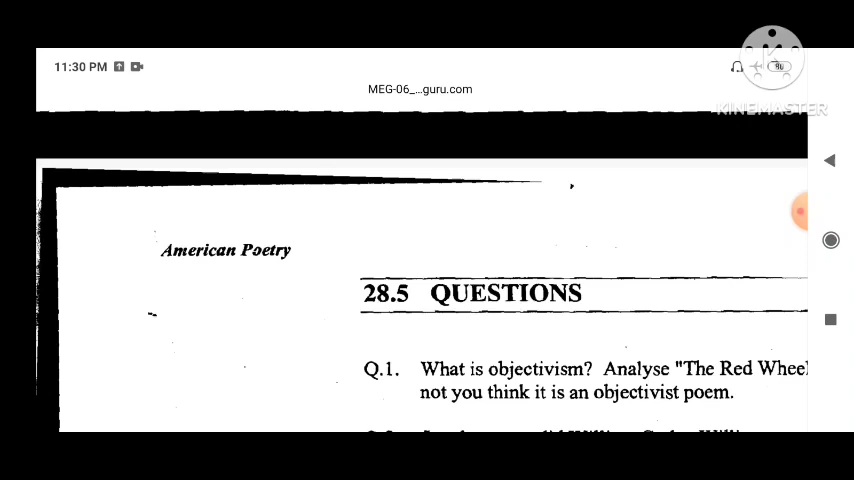 11:30 PM
80
MEG-06_...guru.com
KINEMASTER
American Poetry
28.5 QUESTIONS
Q.1. What is objectivism? Analyse "The Red Wheel
not you think it is an objectivist poem.